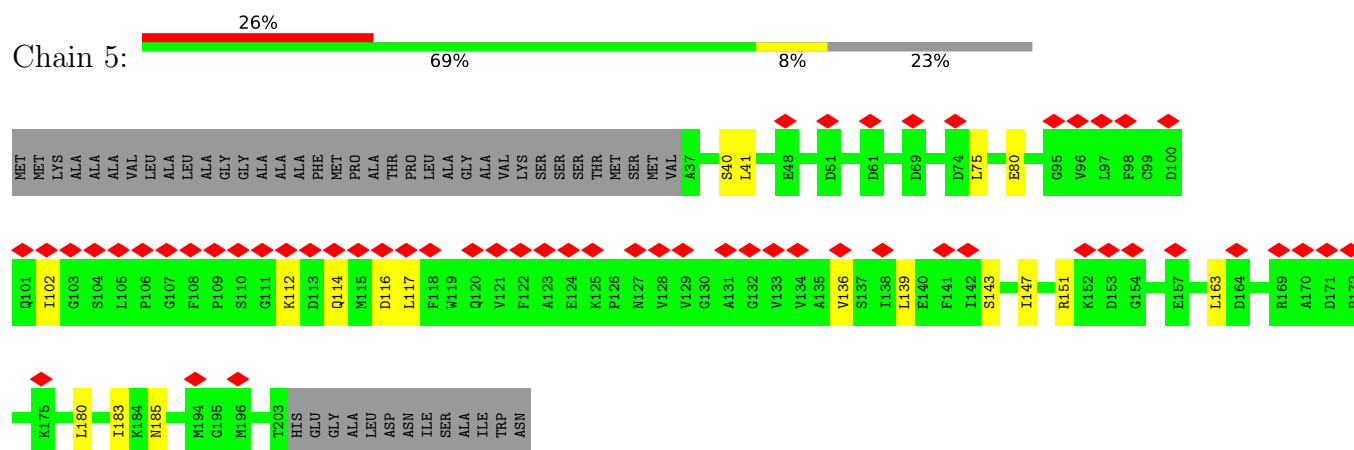 26%
Chain 5:
69% 8% 23%
MET MET LYS ALA ALA ALA VAL LEU ALA LEU ALA GLY GLY ALA ALA ALA PHE MET PRO ALA THR PRO LEU ALA GLY ALA VAL LYS SER SER SER THR MET SER MET VAL A37 S40 L41 E48 D51 D61 D69 D74 L75 E80 G95 V96 L97 F98 C99 D100
Q101 I102 G103 S104 L105 P106 G107 F108 P109 S110 G111 K112 D113 Q114 M115 D116 L117 F118 W119 Q120 V121 F122 A123 E124 K125 P126 N127 V128 V129 G130 A131 G132 V133 V134 A135 V136 S137 I138 L139 E140 F141 I142 S143 I147 R151 K152 D153 G154 E157 L163 D164 R169 A170 D171
K175 L180 I183 K184 N185 M194 G195 M196 T203 HIS GLU GLY ALA LEU ASP ASN ILE SER ALA ILE TRP ASN